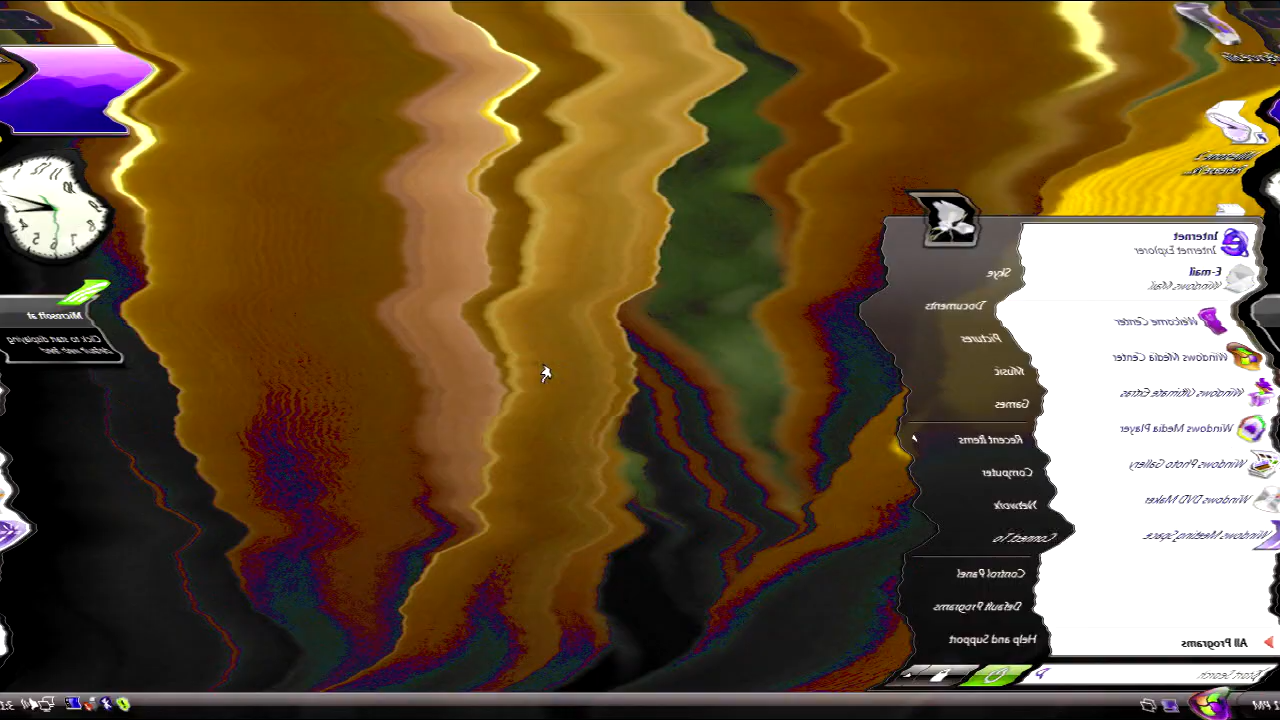 Internet
Internet Explorer
E-mail
Windows Mail
Welcome Center
Windows Media Center
Windows Ultimate Extras
Windows Media Player
Windows Photo Gallery
Windows DVD Maker
Windows Meeting Space
All Programs
Start Search
Skye
Documents
Pictures
Music
Games
Recent Items
Computer
Network
Connect To
Control Panel
Default Programs
Help and Support
Microsoft at
Click to start displaying
PM